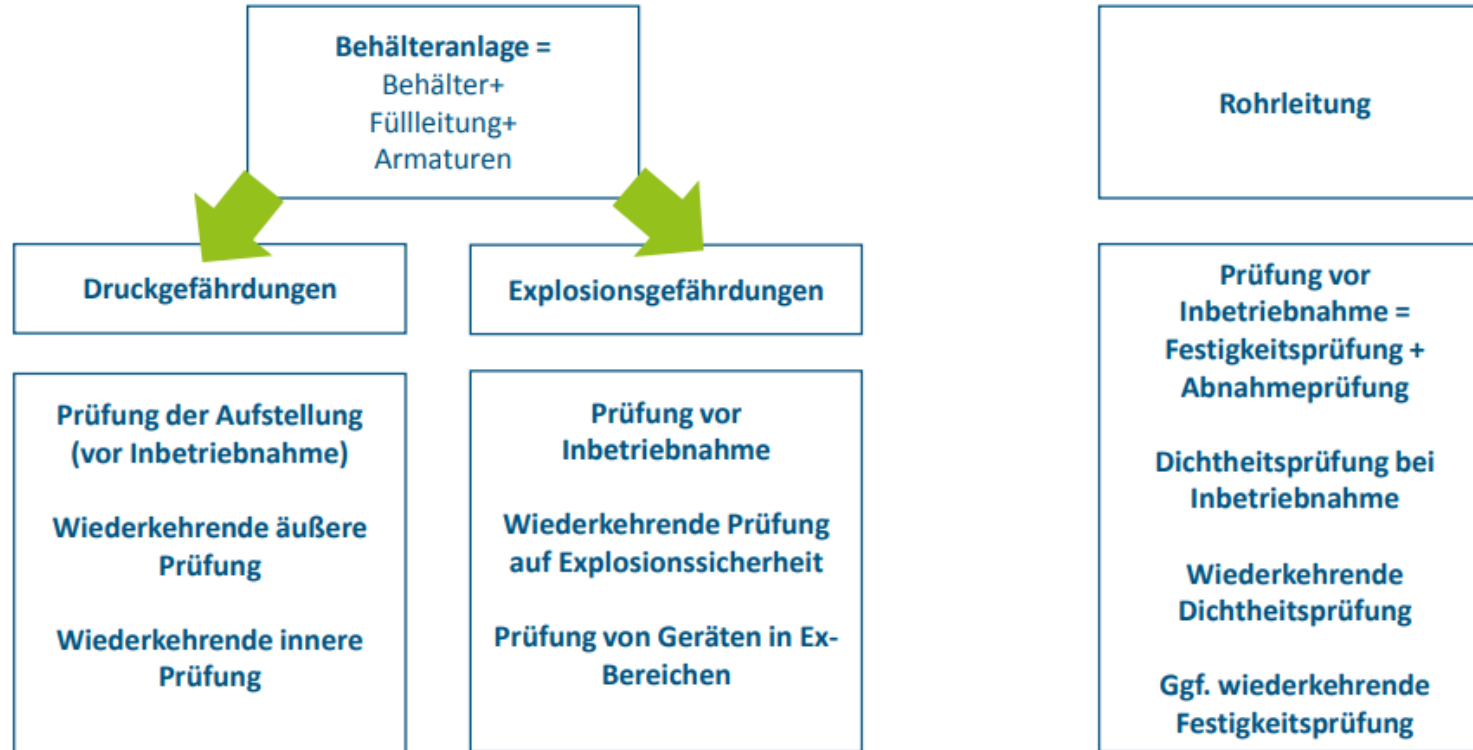 Behälteranlage =
Behälter+
Füllleitung+
Armaturen
Rohrleitung
Druckgefährdungen
Explosionsgefährdungen
Prüfung der Aufstellung
(vor Inbetriebnahme)
Wiederkehrende äußere
Prüfung
Wiederkehrende innere
Prüfung
Prüfung vor
Inbetriebnahme
Wiederkehrende Prüfung
auf Explosionssicherheit
Prüfung von Geräten in Ex-
Bereichen
Prüfung vor
Inbetriebnahme =
Festigkeitsprüfung +
Abnahmeprüfung
Dichtheitsprüfung bei
Inbetriebnahme
Wiederkehrende
Dichtheitsprüfung
Ggf. wiederkehrende
Festigkeitsprüfung